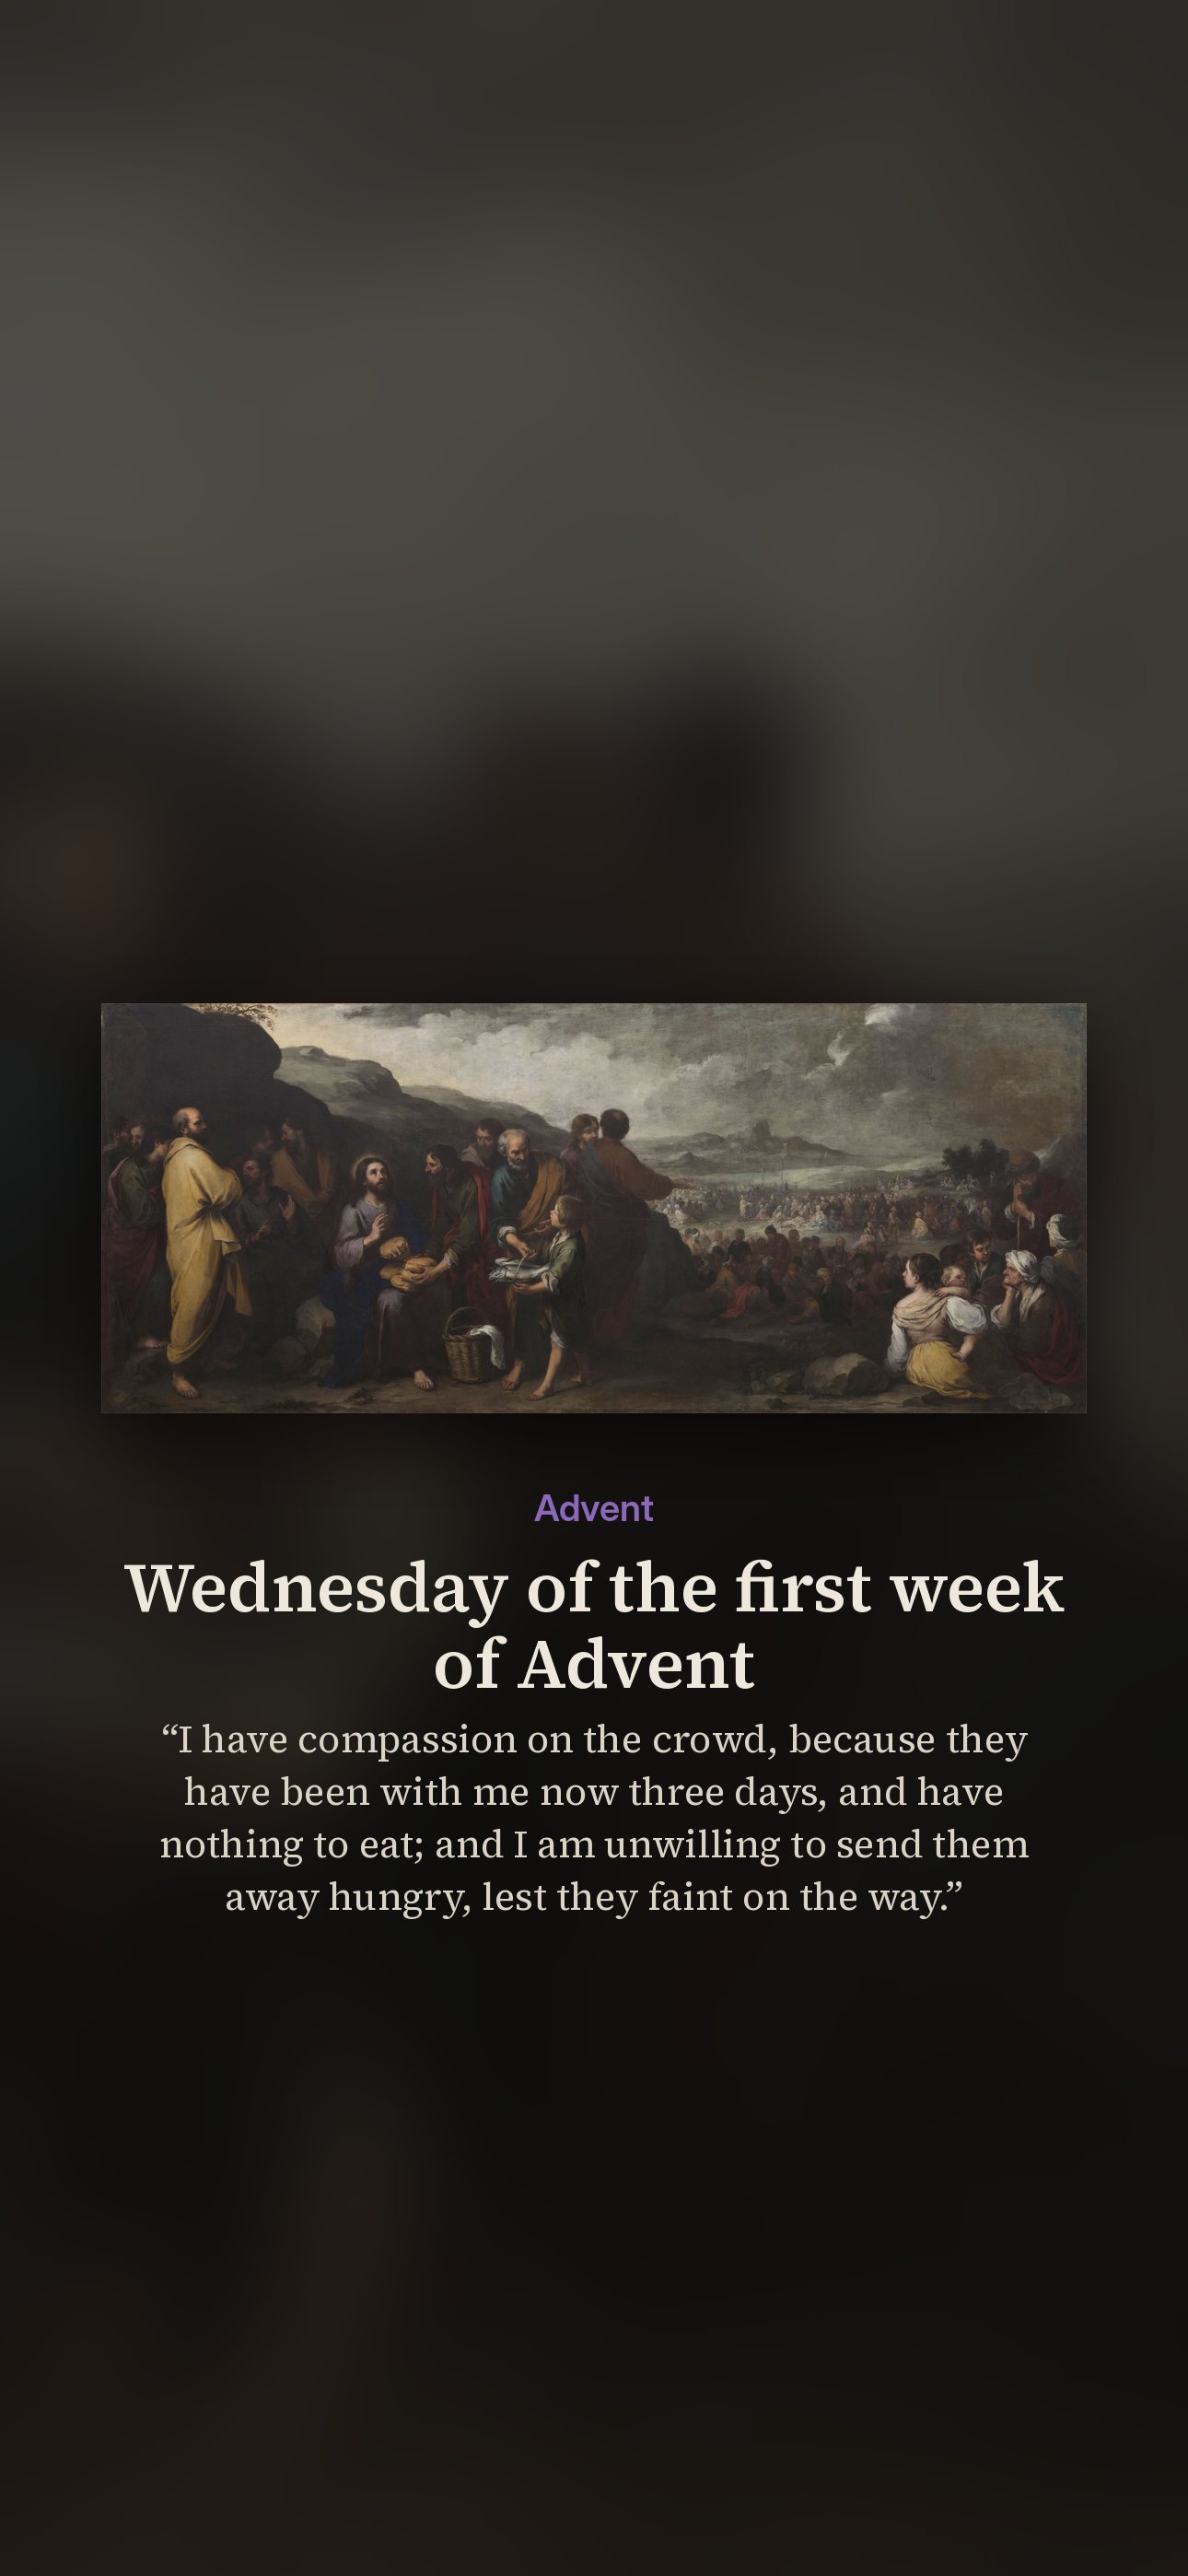 Advent
Wednesday of the first week
of Advent
“I have compassion on the crowd, because they
have been with me now three days, and have
nothing to eat; and I am unwilling to send them
away hungry, lest they faint on the way.”